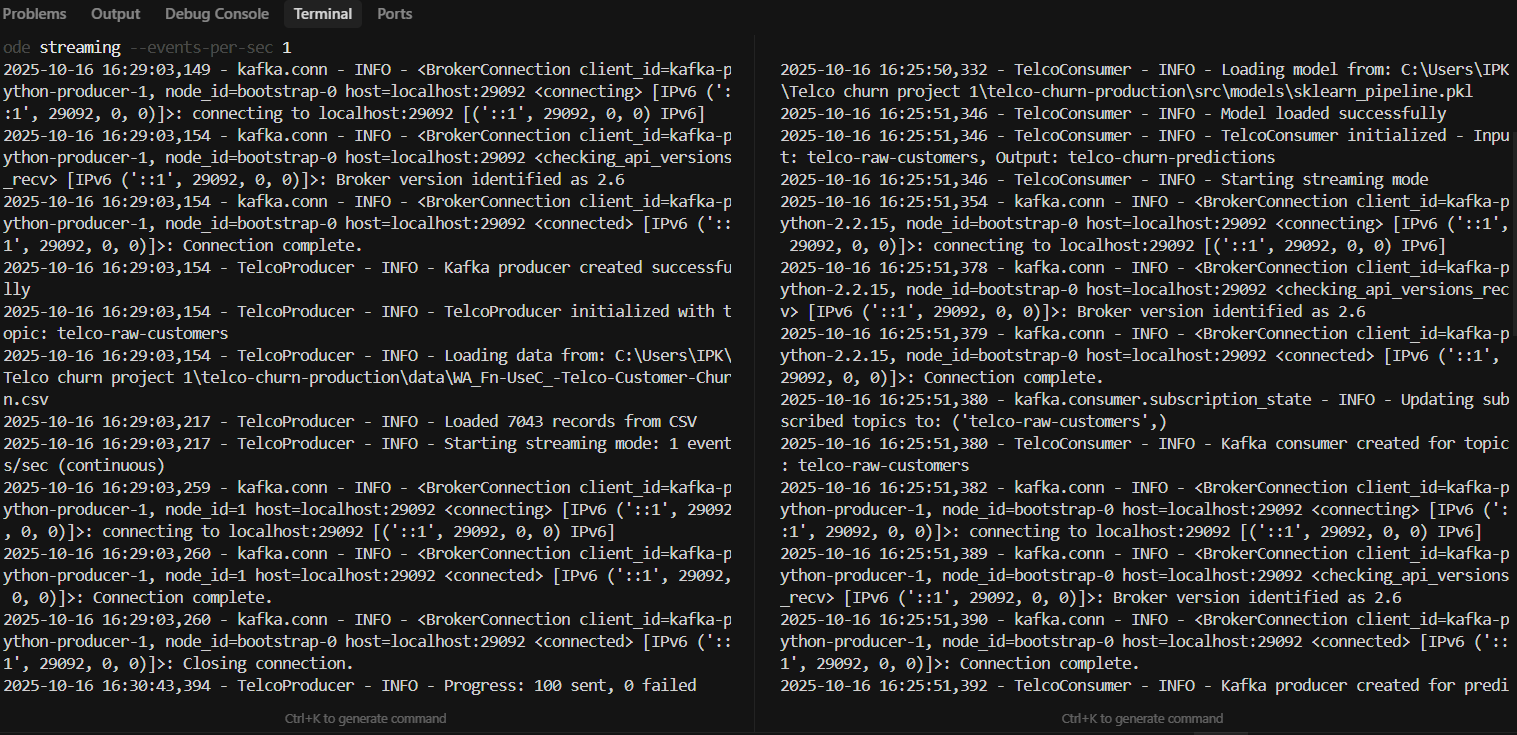 Problems Output Debug Console Terminal Ports
ode streaming --events-per-sec 1
2025-10-16 16:29:03,149 - kafka.conn - INFO - <BrokerConnection client_id=kafka-p
ython-producer-1, node_id=bootstrap-0 host=localhost:29092 <connecting> [IPv6 (':
:1', 29092, 0, 0)]>: connecting to localhost:29092 [('::1', 29092, 0, 0) IPv6]
2025-10-16 16:29:03,154 - kafka.conn - INFO - <BrokerConnection client_id=kafka-p
ython-producer-1, node_id=bootstrap-0 host=localhost:29092 <checking_api_versions
_recv> [IPv6 ('::1', 29092, 0, 0)]>: Broker version identified as 2.6
2025-10-16 16:29:03,154 - kafka.conn - INFO - <BrokerConnection client_id=kafka-p
ython-producer-1, node_id=bootstrap-0 host=localhost:29092 <connected> [IPv6 ('::
1', 29092, 0, 0)]>: Connection complete.
2025-10-16 16:29:03,154 - TelcoProducer - INFO - Kafka producer created successfu
lly
2025-10-16 16:29:03,154 - TelcoProducer - INFO - TelcoProducer initialized with t
opic: telco-raw-customers
2025-10-16 16:29:03,154 - TelcoProducer - INFO - Loading data from: C:\Users\IPK\
Telco churn project 1\telco-churn-production\data\WA_Fn-UseC_-Telco-Customer-Chur
n.csv
2025-10-16 16:29:03,217 - TelcoProducer - INFO - Loaded 7043 records from CSV
2025-10-16 16:29:03,217 - TelcoProducer - INFO - Starting streaming mode: 1 event
s/sec (continuous)
2025-10-16 16:29:03,259 - kafka.conn - INFO - <BrokerConnection client_id=kafka-p
ython-producer-1, node_id=1 host=localhost:29092 <connecting> [IPv6 ('::1', 29092
, 0, 0)]>: connecting to localhost:29092 [('::1', 29092, 0, 0) IPv6]
2025-10-16 16:29:03,260 - kafka.conn - INFO - <BrokerConnection client_id=kafka-p
ython-producer-1, node_id=1 host=localhost:29092 <connected> [IPv6 ('::1', 29092,
 0, 0)]>: Connection complete.
2025-10-16 16:29:03,260 - kafka.conn - INFO - <BrokerConnection client_id=kafka-p
ython-producer-1, node_id=bootstrap-0 host=localhost:29092 <connected> [IPv6 ('::
1', 29092, 0, 0)]>: Closing connection.
2025-10-16 16:30:43,394 - TelcoProducer - INFO - Progress: 100 sent, 0 failed
Ctrl+K to generate command
2025-10-16 16:25:50,332 - TelcoConsumer - INFO - Loading model from: C:\Users\IPK
\Telco churn project 1\telco-churn-production\src\models\sklearn_pipeline.pkl
2025-10-16 16:25:51,346 - TelcoConsumer - INFO - Model loaded successfully
2025-10-16 16:25:51,346 - TelcoConsumer - INFO - TelcoConsumer initialized - Inpu
t: telco-raw-customers, Output: telco-churn-predictions
2025-10-16 16:25:51,346 - TelcoConsumer - INFO - Starting streaming mode
2025-10-16 16:25:51,354 - kafka.conn - INFO - <BrokerConnection client_id=kafka-p
ython-2.2.15, node_id=bootstrap-0 host=localhost:29092 <connecting> [IPv6 ('::1',
 29092, 0, 0)]>: connecting to localhost:29092 [('::1', 29092, 0, 0) IPv6]
2025-10-16 16:25:51,378 - kafka.conn - INFO - <BrokerConnection client_id=kafka-p
ython-2.2.15, node_id=bootstrap-0 host=localhost:29092 <checking_api_versions_rec
v> [IPv6 ('::1', 29092, 0, 0)]>: Broker version identified as 2.6
2025-10-16 16:25:51,379 - kafka.conn - INFO - <BrokerConnection client_id=kafka-p
ython-2.2.15, node_id=bootstrap-0 host=localhost:29092 <connected> [IPv6 ('::1', 
29092, 0, 0)]>: Connection complete.
2025-10-16 16:25:51,380 - kafka.consumer.subscription_state - INFO - Updating sub
scribed topics to: ('telco-raw-customers',)
2025-10-16 16:25:51,380 - TelcoConsumer - INFO - Kafka consumer created for topic
: telco-raw-customers
2025-10-16 16:25:51,382 - kafka.conn - INFO - <BrokerConnection client_id=kafka-p
ython-producer-1, node_id=bootstrap-0 host=localhost:29092 <connecting> [IPv6 (':
:1', 29092, 0, 0)]>: connecting to localhost:29092 [('::1', 29092, 0, 0) IPv6]
2025-10-16 16:25:51,389 - kafka.conn - INFO - <BrokerConnection client_id=kafka-p
ython-producer-1, node_id=bootstrap-0 host=localhost:29092 <checking_api_versions
_recv> [IPv6 ('::1', 29092, 0, 0)]>: Broker version identified as 2.6
2025-10-16 16:25:51,390 - kafka.conn - INFO - <BrokerConnection client_id=kafka-p
ython-producer-1, node_id=bootstrap-0 host=localhost:29092 <connected> [IPv6 ('::
1', 29092, 0, 0)]>: Connection complete.
2025-10-16 16:25:51,392 - TelcoConsumer - INFO - Kafka producer created for predi
Ctrl+K to generate command